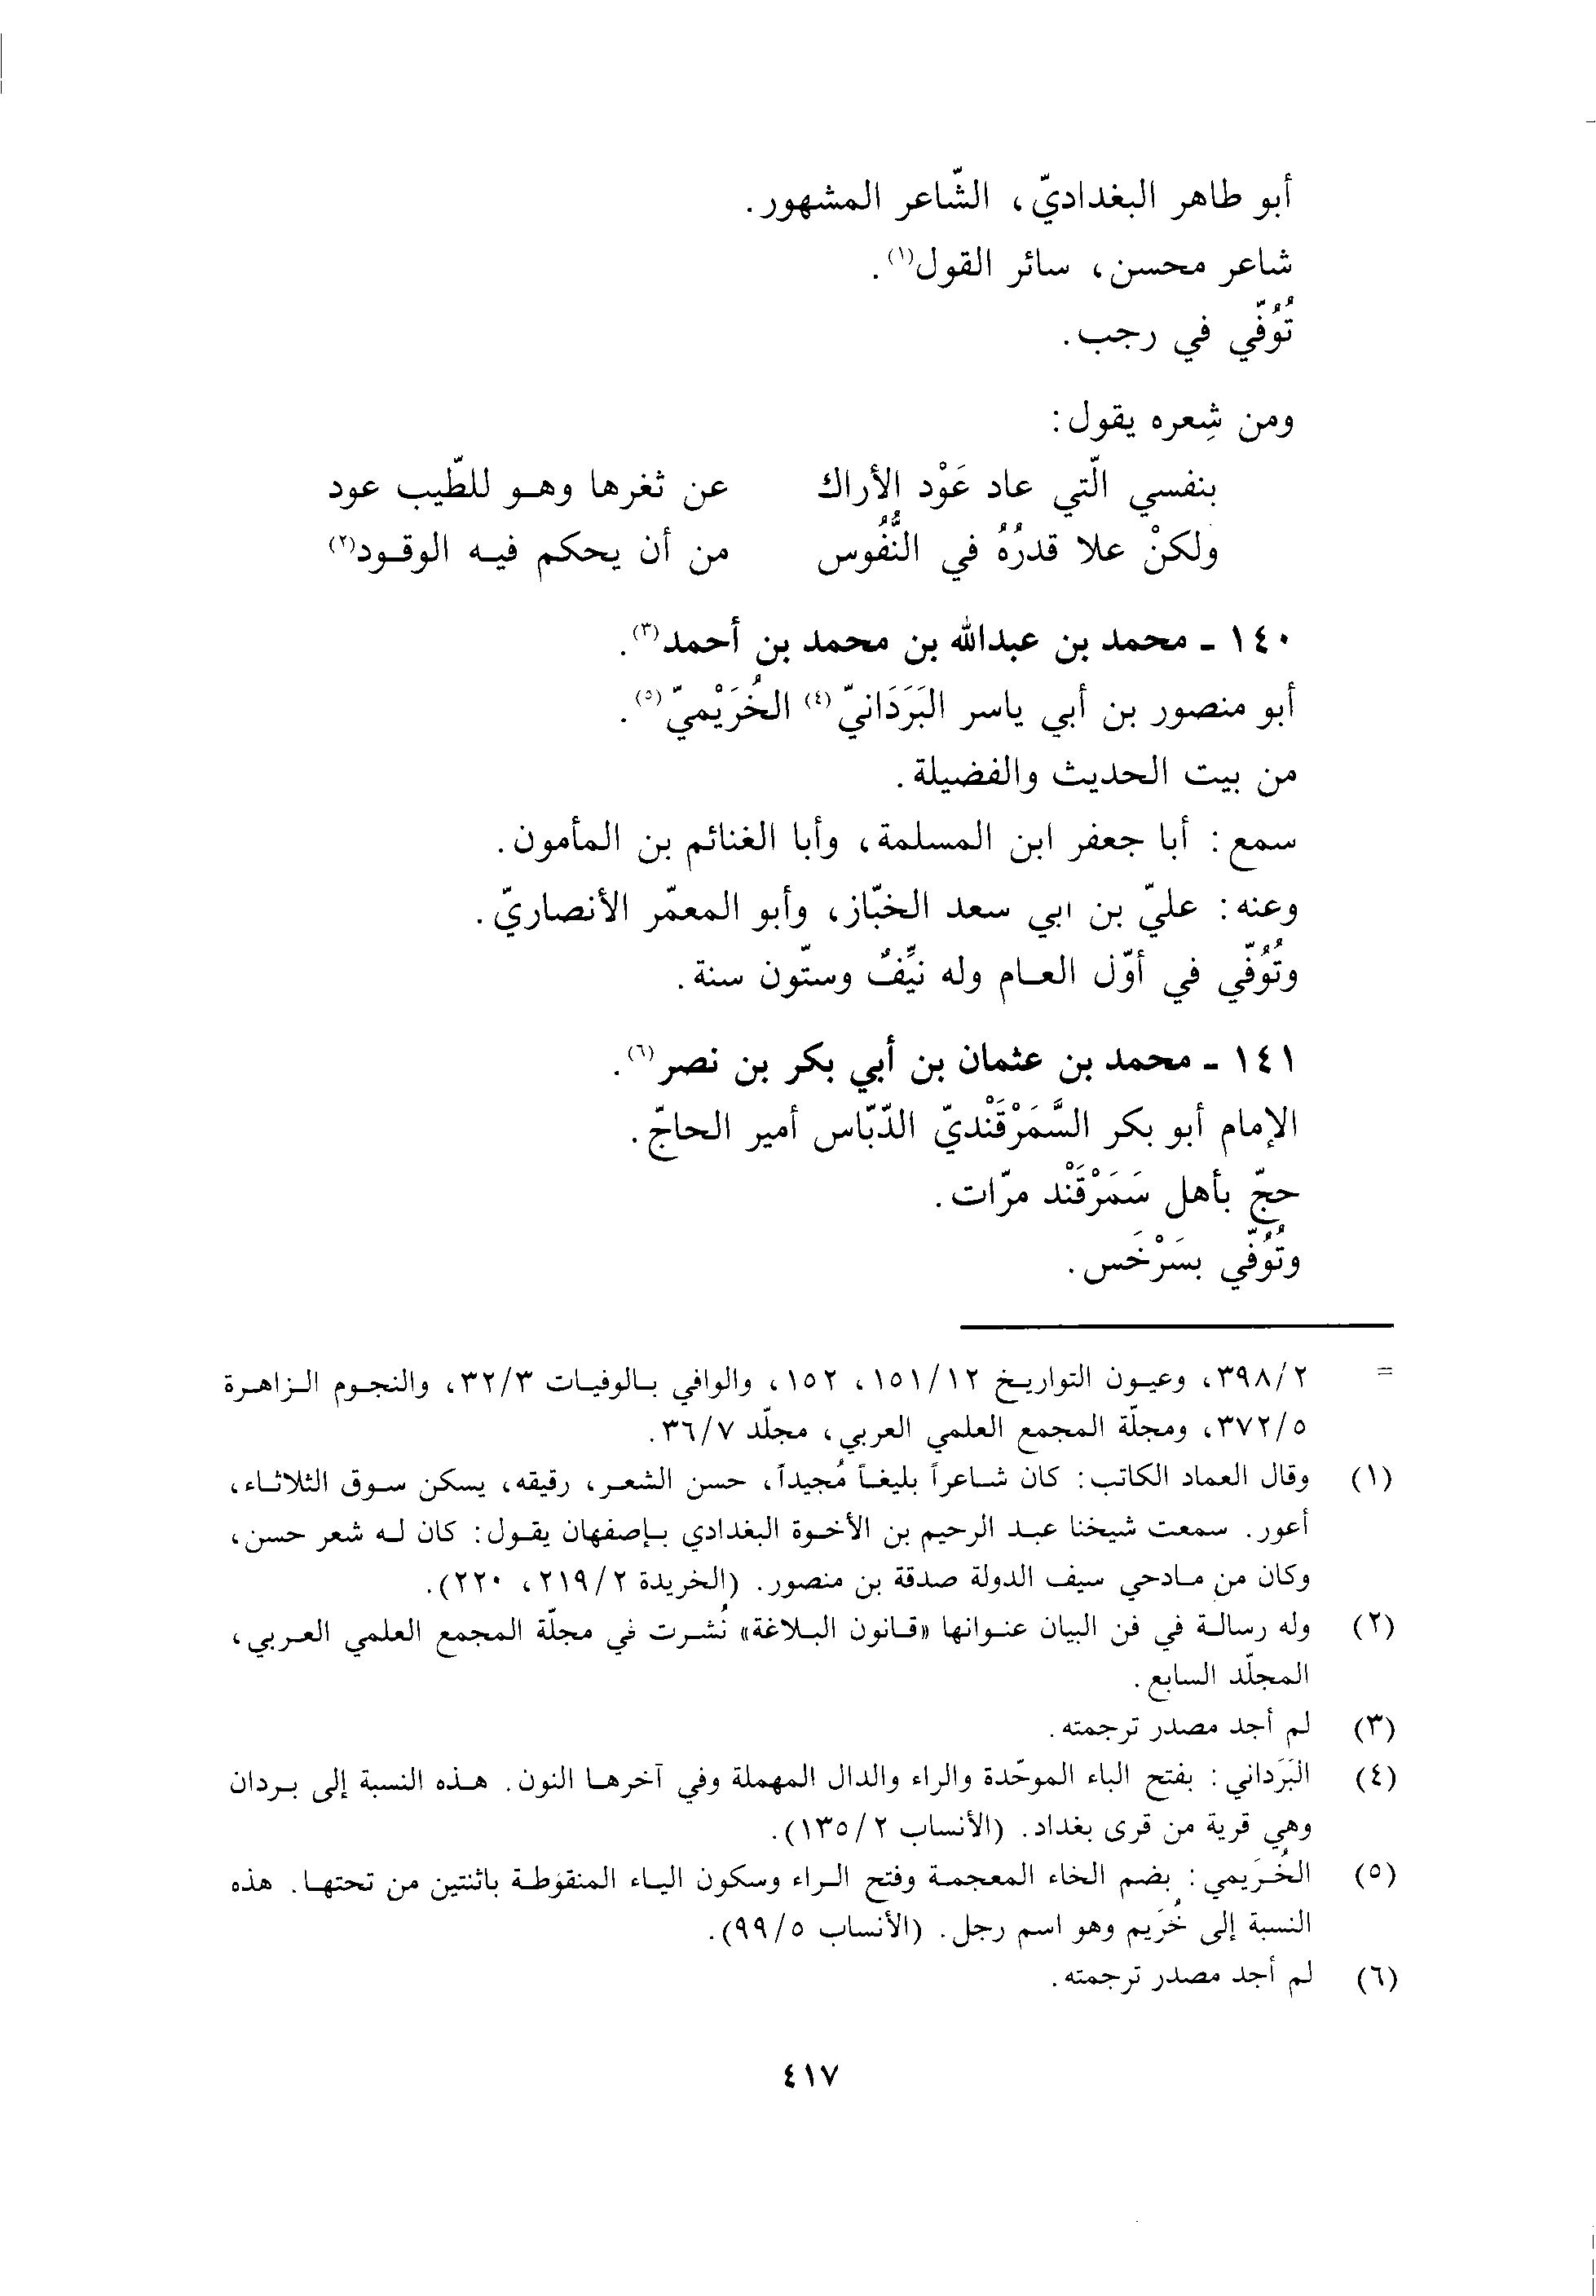 أبو طاهر البغداديّ، الشّاعر المشهور.
شاعر محسن، سائر القول(١).
تُوُفّي في رجب.
ومن شِعره يقول:
بنفسي الّتي عاد عَوْد الأراك عن ثغرها وهـو للطّيب عود
ولكنْ علا قدرُهُ في النُّفُوس من أن يحكم فيـه الوقـود(٢)
١٤٠ ـ محمد بن عبدالله بن محمد بن أحمد(٣).
أبو منصور بن أبي ياسر البَرَدَانيّ(٤) الخُرَيْميّ(٥).
من بيت الحديث والفضيلة.
سمع: أبا جعفر ابن المسلمة، وأبا الغنائم بن المأمون.
وعنه: عليّ بن ابي سعد الخبّاز، وأبو المعمّر الأنصاريّ.
وتُوُفّي في أوّل العـام وله نيِّفٌ وستّون سنة.
١٤١ ـ محمد بن عثمان بن أبي بكر بن نصر(٦).
الإمام أبو بكر السَّمَرْقَنْديّ الدّبّاس أمير الحاجّ.
حجّ بأهل سَمَرْقَنْد مرّات.
وتُوُفّي بسَرْخَس.
= ٣٩٨/٢، وعيـون التواريـخ ١٥١/١٢، ١٥٢، والوافي بـالوفيـات ٣٢/٣، والنجـوم الـزاهـرة
٣٧٢/٥، ومجلّة المجمع العلمي العربي، مجلّد ٣٦/٧.
(١) وقال العماد الكاتب: كان شـاعراً بليغـاً مُجيداً، حسن الشعـر، رقيقه، يسكن سـوق الثلاثـاء،
أعور. سمعت شيخنا عبـد الرحيم بن الأخـوة البغدادي بـإصفهان يقـول: كان لـه شعر حسن،
وكان من مـادحي سيف الدولة صدقة بن منصور. (الخريدة ٢١٩/٢، ٢٢٠).
(٢) وله رسالـة في فن البيان عنـوانها «قـانون البـلاغة» نُشـرت في مجلّة المجمع العلمي العـربي،
المجلّد السابع.
(٣) لم أجد مصدر ترجمته.
(٤) البَرَداني: بفتح الباء الموحّدة والراء والدال المهملة وفي آخرهـا النون. هـذه النسبة إلى بـردان
وهي قرية من قرى بغداد. (الأنساب ١٣٥/٢).
(٥) الخُـرَيمي: بضم الخاء المعجمـة وفتح الـراء وسكون اليـاء المنقوطـة باثنتين من تحتهـا. هذه
النسبة إلى خُرَيم وهو اسم رجل. (الأنساب ٩٩/٥).
(٦) لم أجد مصدر ترجمته.
٤١٧